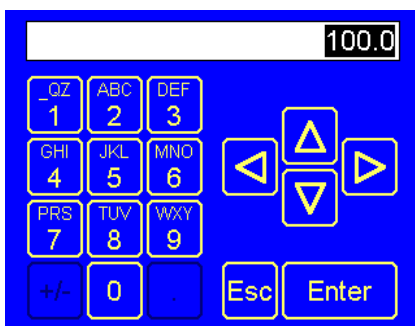 100.0
_QZ ABC DEF
1 2 3
GHI JKL MNO
4 5 6
PRS TUV WXY
7 8 9
+/- 0 . Esc Enter